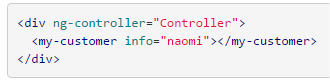 <div ng-controller="Controller">
  <my-customer info="naomi"></my-customer>
</div>